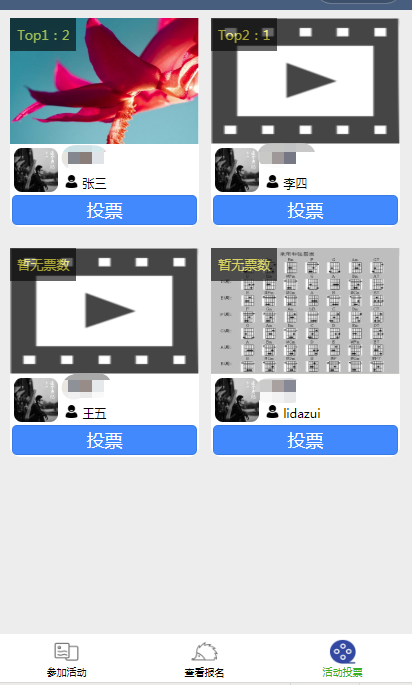 Top1：2
Top2：1
张三
李四
投票
投票
暂无票数
暂无票数
王五
lidazui
投票
投票
参加活动
查看报名
活动投票